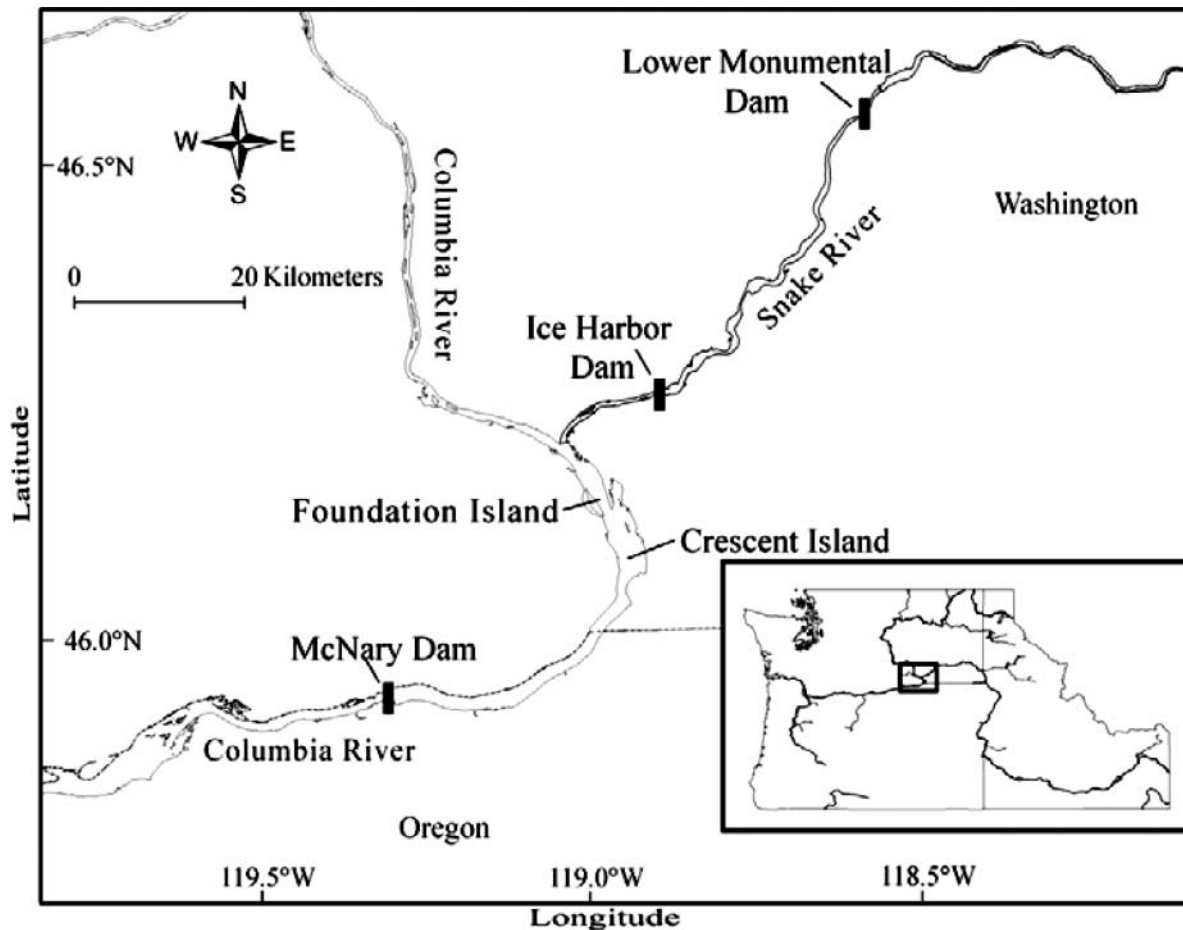 Lower Monumental
Dam
N
W E
S
46.5°N
Columbia River
Washington
0 20 Kilometers
Snake River
Ice Harbor
Dam
Latitude
Foundation Island
Crescent Island
46.0°N
McNary Dam
Columbia River
Oregon
119.5°W 119.0°W 118.5°W
Longitude